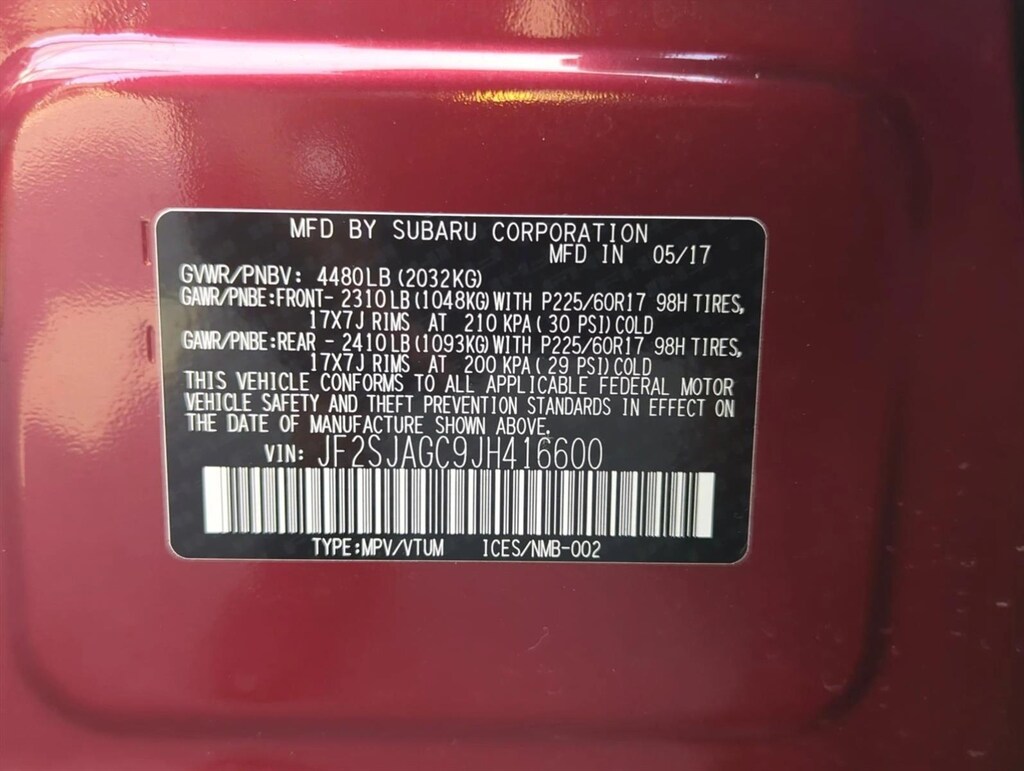 MFD BY SUBARU CORPORATION
MFD IN 05/17
GVWR/PNBV: 4480LB (2032KG)
GAWR/PNBE:FRONT- 2310 LB (1048KG) WITH P225/60R17 98H TIRES,
17X7J RIMS AT 210 KPA ( 30 PSI) COLD
GAWR/PNBE:REAR - 2410 LB (1093KG) WITH P225/60R17 98H TIRES,
17X7J RIMS AT 200 KPA ( 29 PSI) COLD
THIS VEHICLE CONFORMS TO ALL APPLICABLE FEDERAL MOTOR
VEHICLE SAFETY AND THEFT PREVENTION STANDARDS IN EFFECT ON
THE DATE OF MANUFACTURE SHOWN ABOVE.
VIN: JF2SJAGC9JH416600
TYPE:MPV/VTUM ICES/NMB-002